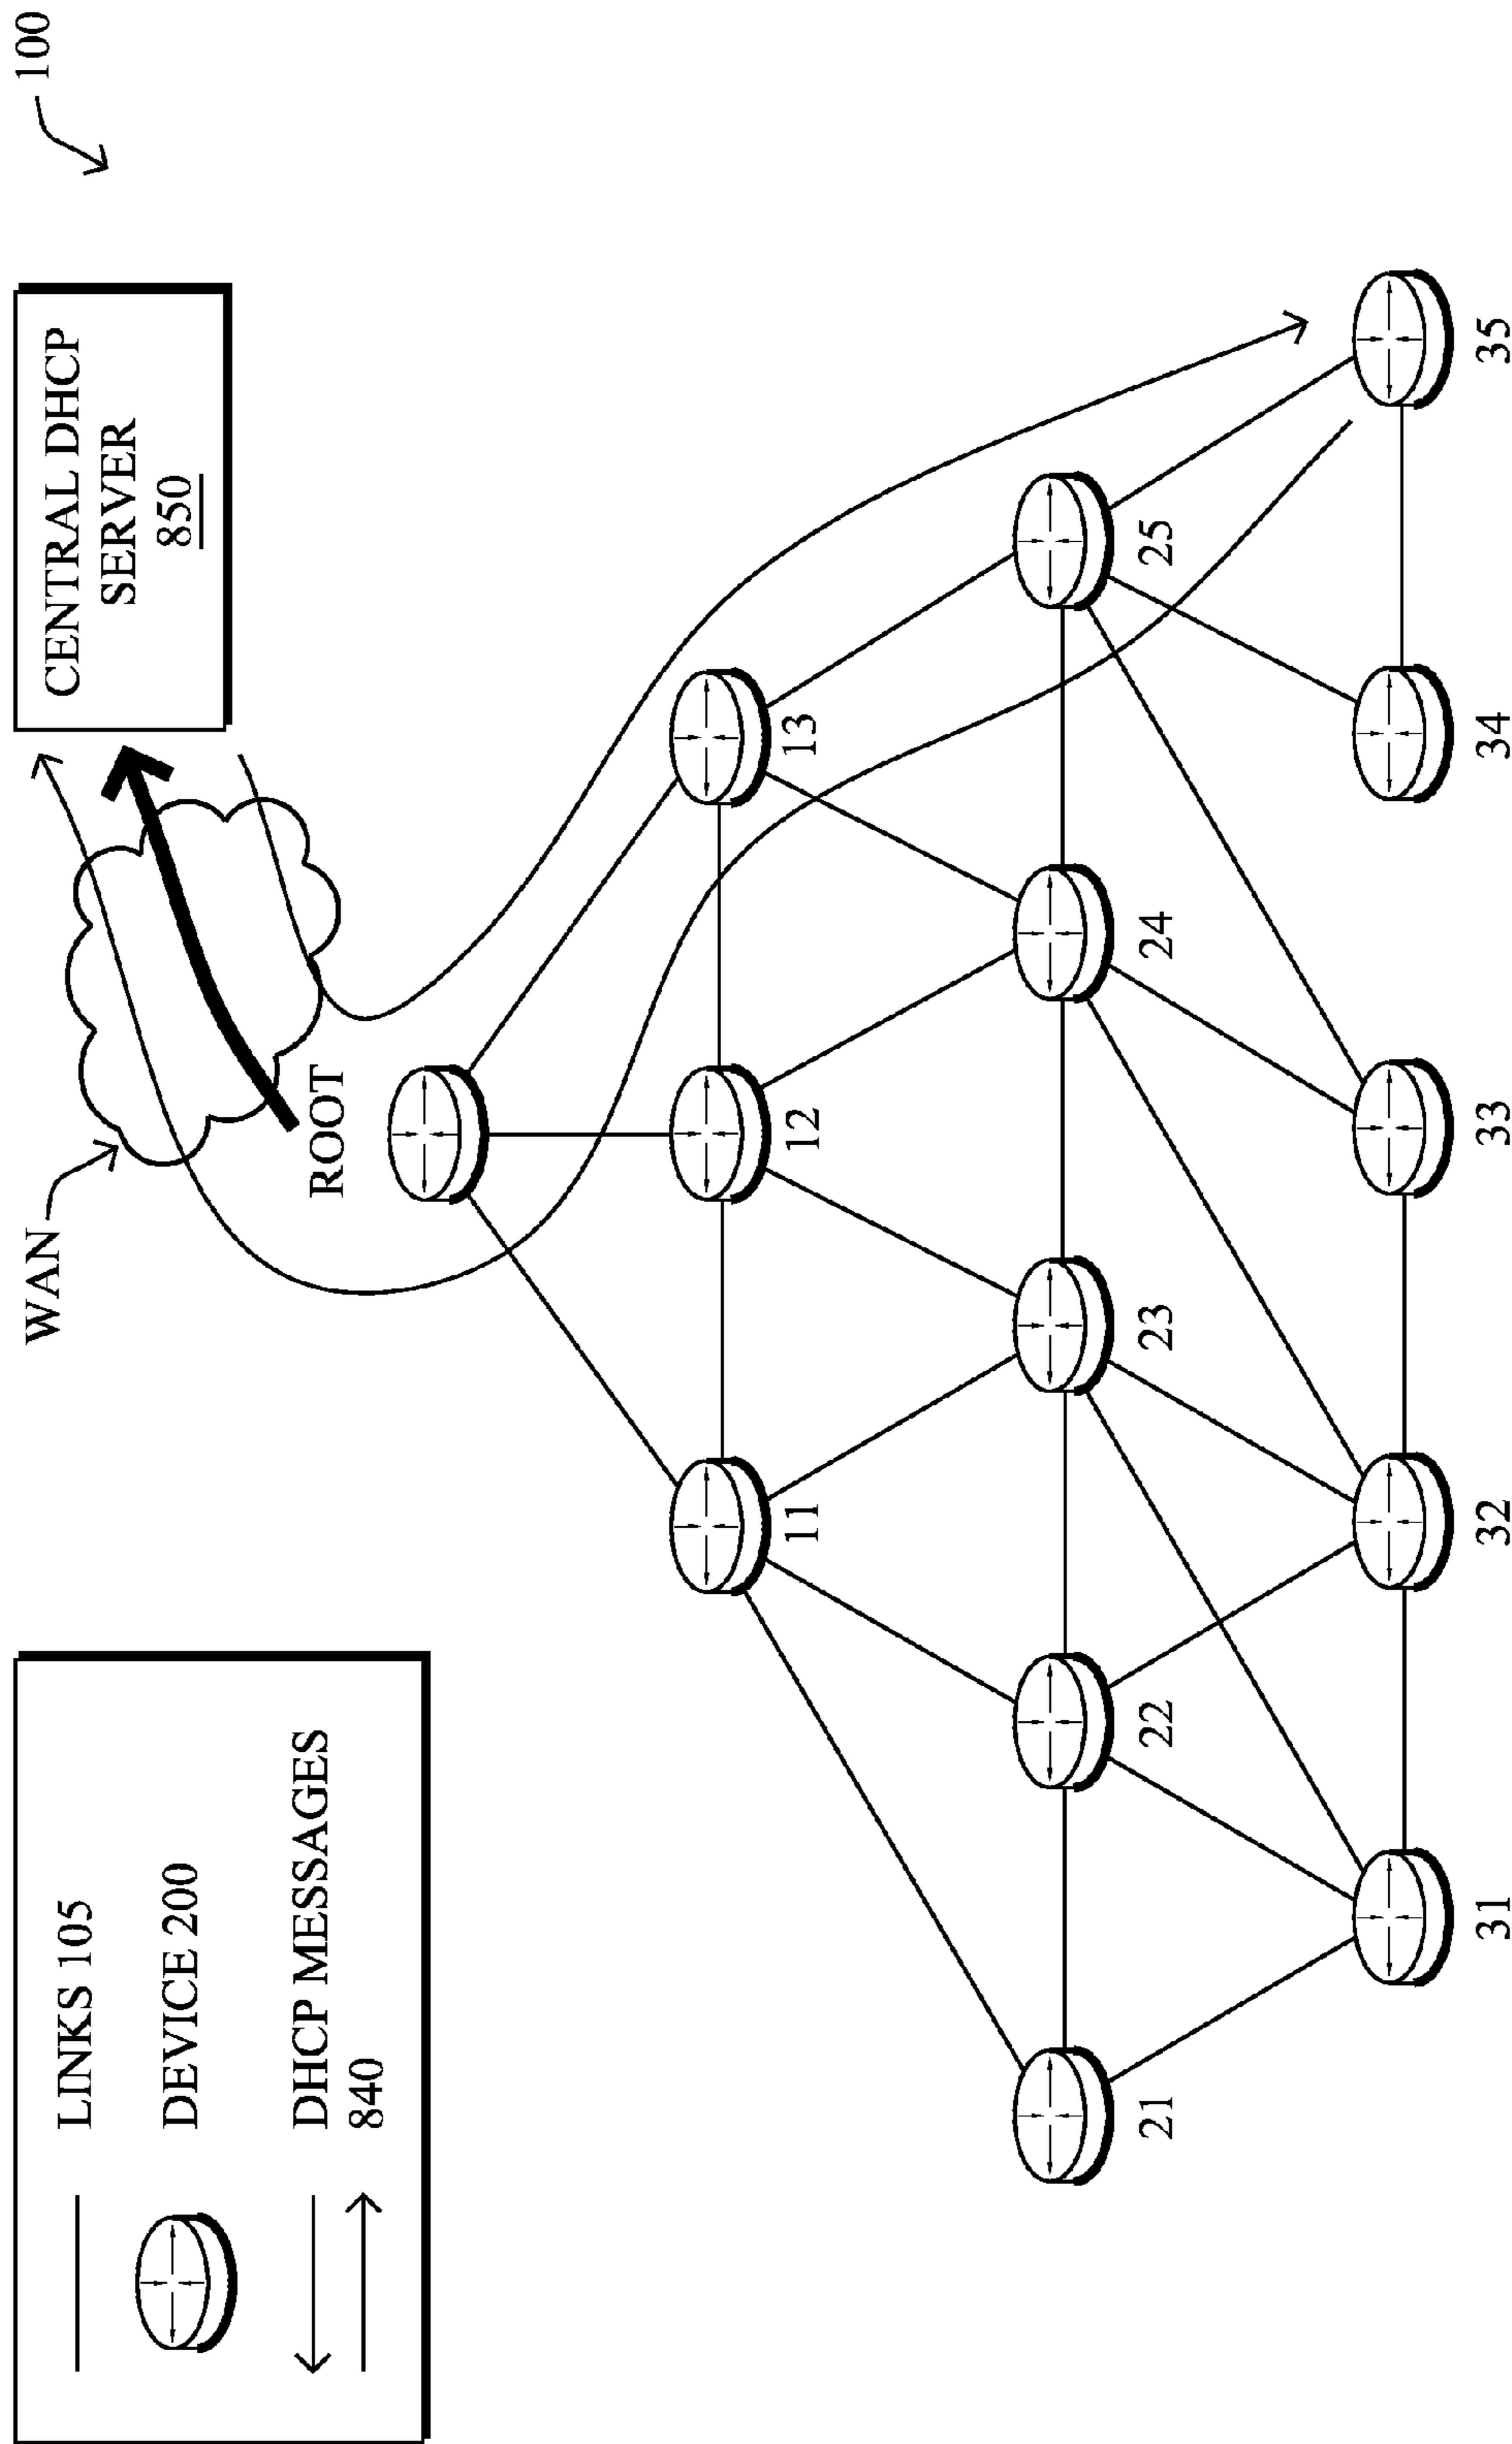 100
CENTRAL DHCP
SERVER
850
WAN
ROOT
LINKS 105
DEVICE 200
DHCP MESSAGES
840
11
12
13
21
22
23
24
25
31
32
33
34
35